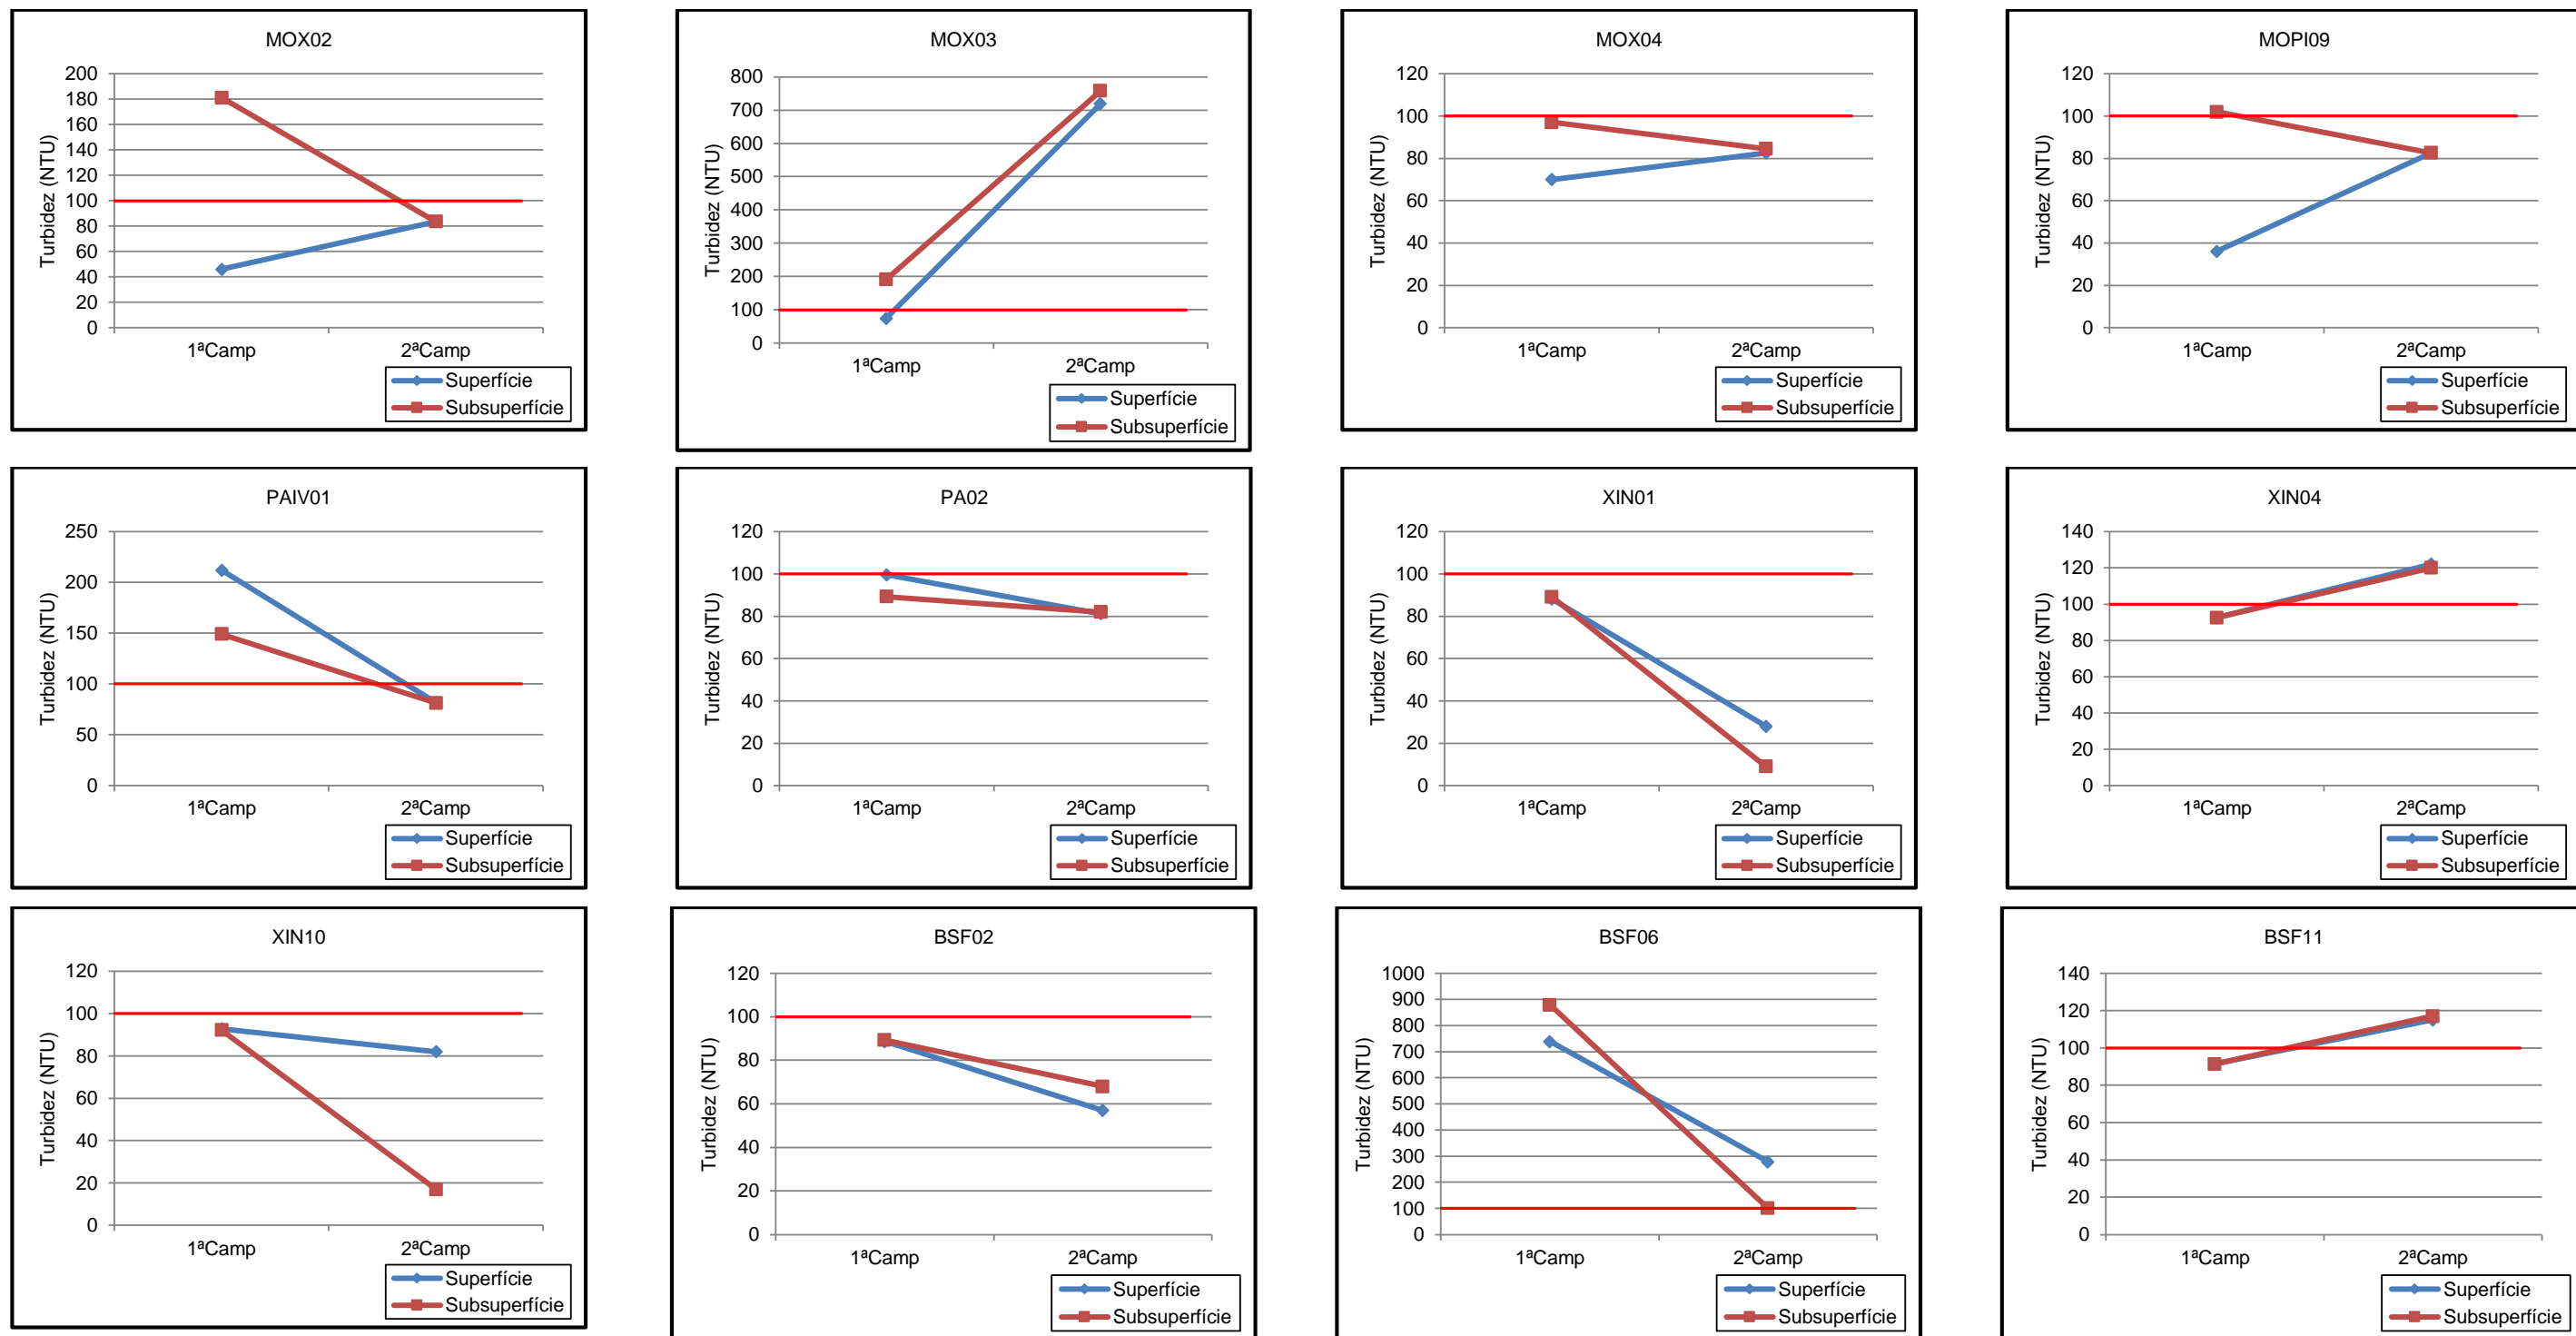 MOX02
200
180
160
140
120
100
80
60
40
20
0
Turbidez (NTU)
1ªCamp 2ªCamp
Superfície
Subsuperfície
MOX03
800
700
600
500
400
300
200
100
0
Turbidez (NTU)
1ªCamp 2ªCamp
Superfície
Subsuperfície
MOX04
120
100
80
60
40
20
0
Turbidez (NTU)
1ªCamp 2ªCamp
Superfície
Subsuperfície
MOPI09
120
100
80
60
40
20
0
Turbidez (NTU)
1ªCamp 2ªCamp
Superfície
Subsuperfície
PAIV01
250
200
150
100
50
0
Turbidez (NTU)
1ªCamp 2ªCamp
Superfície
Subsuperfície
PA02
120
100
80
60
40
20
0
Turbidez (NTU)
1ªCamp 2ªCamp
Superfície
Subsuperfície
XIN01
120
100
80
60
40
20
0
Turbidez (NTU)
1ªCamp 2ªCamp
Superfície
Subsuperfície
XIN04
140
120
100
80
60
40
20
0
Turbidez (NTU)
1ªCamp 2ªCamp
Superfície
Subsuperfície
XIN10
120
100
80
60
40
20
0
Turbidez (NTU)
1ªCamp 2ªCamp
Superfície
Subsuperfície
BSF02
120
100
80
60
40
20
0
Turbidez (NTU)
1ªCamp 2ªCamp
Superfície
Subsuperfície
BSF06
1000
900
800
700
600
500
400
300
200
100
0
Turbidez (NTU)
1ªCamp 2ªCamp
Superfície
Subsuperfície
BSF11
140
120
100
80
60
40
20
0
Turbidez (NTU)
1ªCamp 2ªCamp
Superfície
Subsuperfície